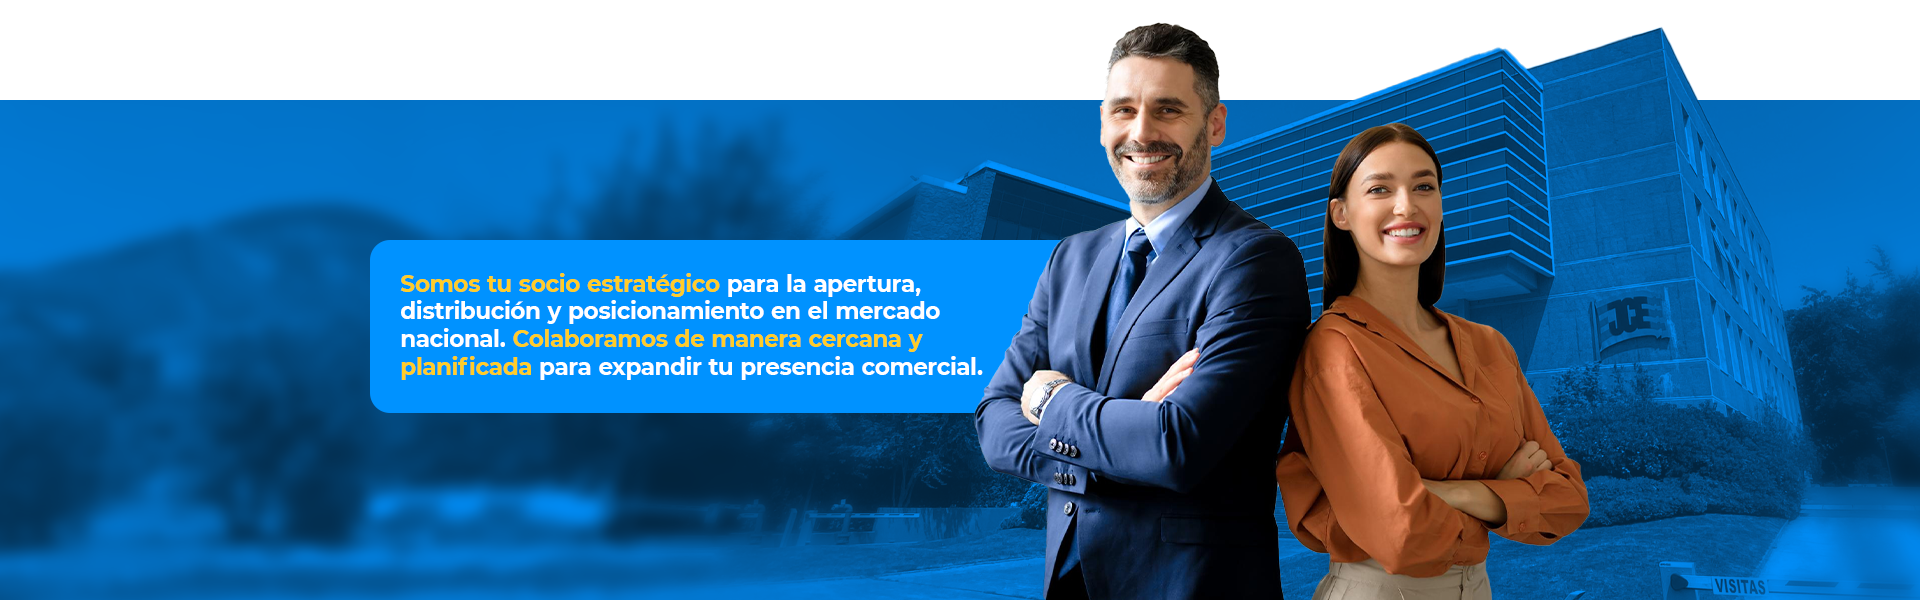 Somos tu socio estratégico para la apertura,
distribución y posicionamiento en el mercado
nacional. Colaboramos de manera cercana y
planificada para expandir tu presencia comercial.
JCE
VISITAS